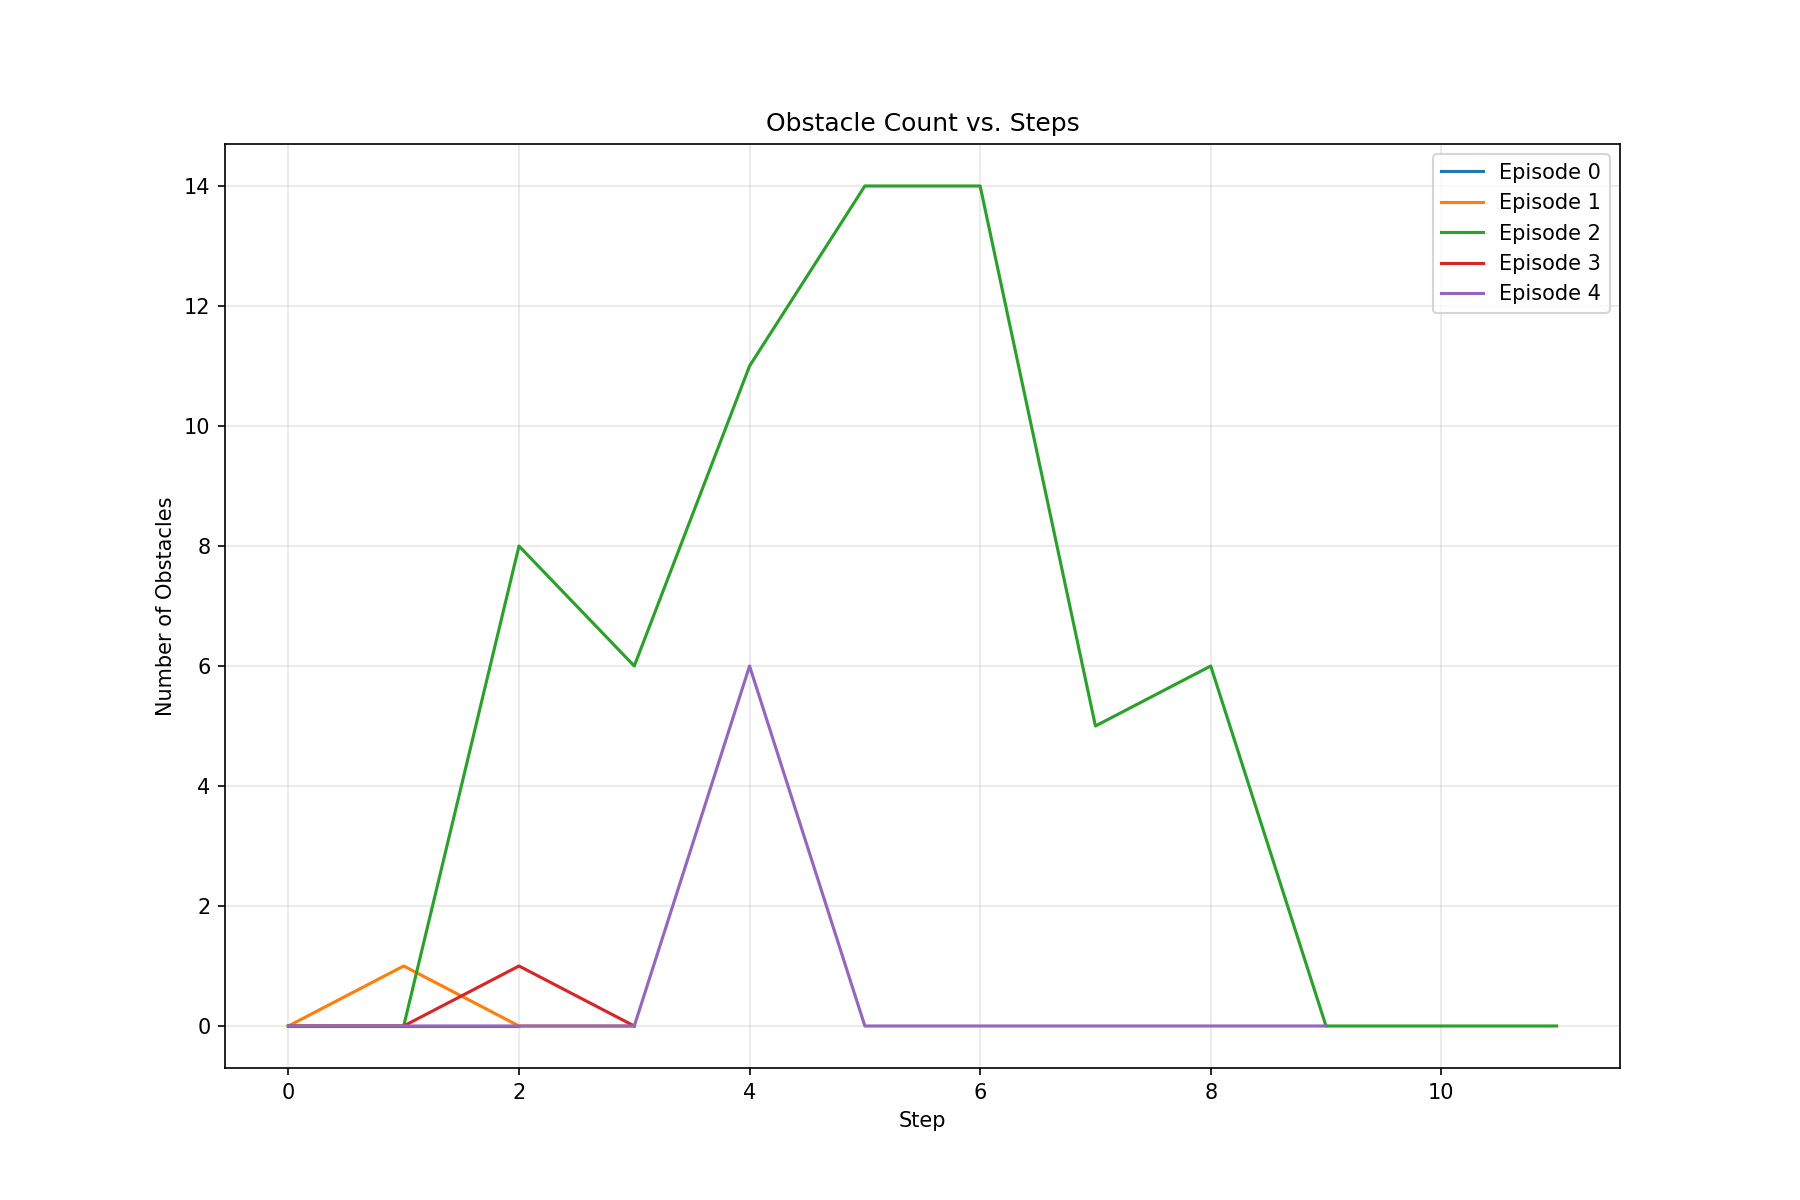 Obstacle Count vs. Steps
Episode 0
Episode 1
Episode 2
Episode 3
Episode 4
14
12
10
8
6
4
2
0
Number of Obstacles
0 2 4 6 8 10
Step